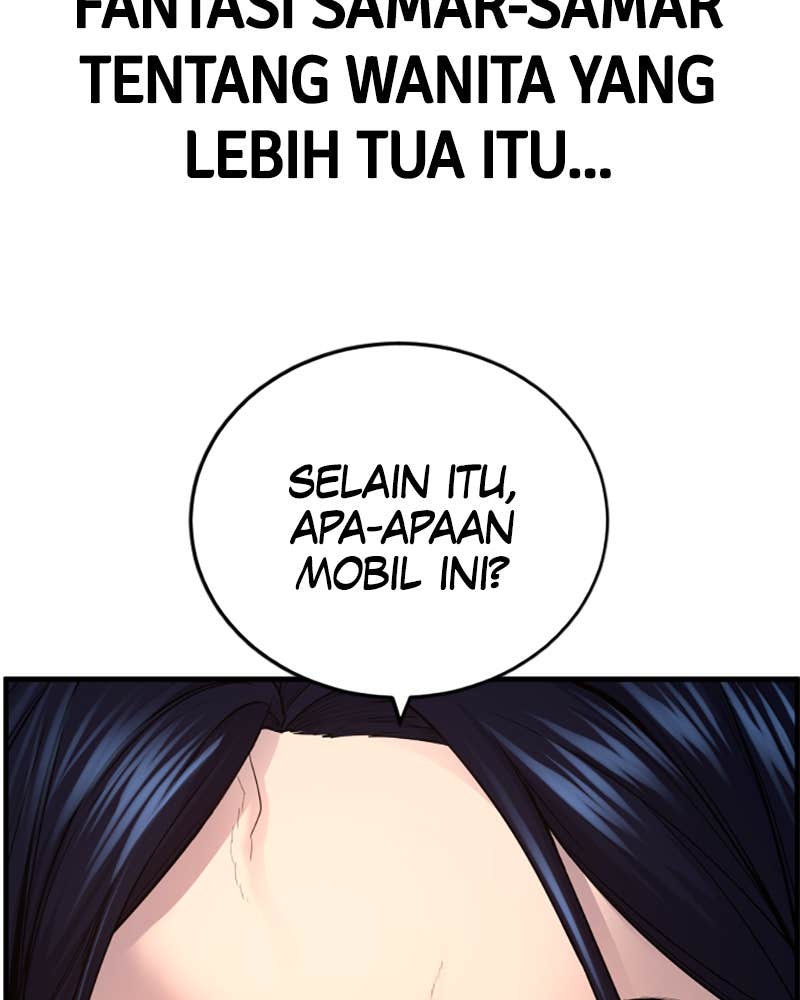 FANTASI SAMAR-SAMAR
TENTANG WANITA YANG
LEBIH TUA ITU...
SELAIN ITU,
APA-APAAN
MOBIL INI?